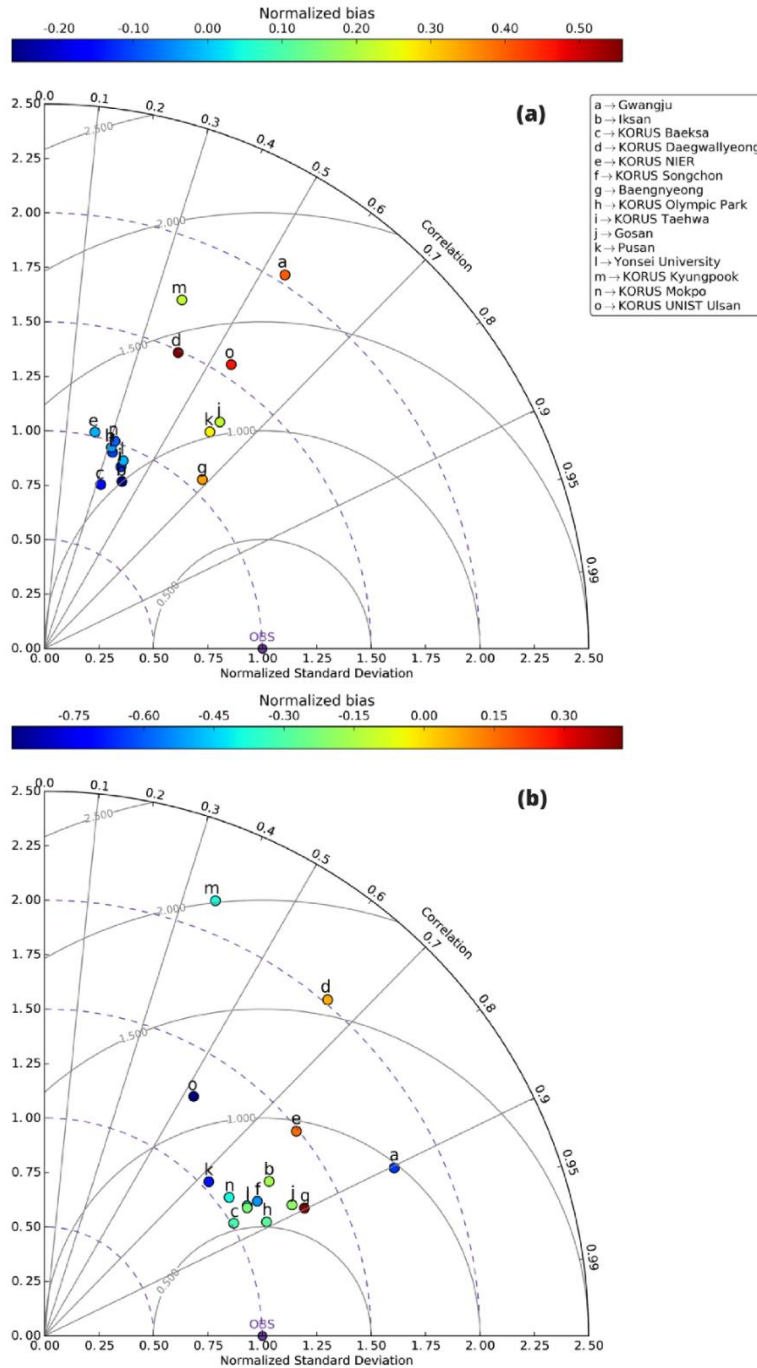 Normalized bias
-0.20 -0.10 0.00 0.10 0.20 0.30 0.40 0.50
(a)
a→Gwangju
b→Iksan
c→KORUS Baeksa
d→KORUS Daegwallyeong
e→KORUS NIER
f→KORUS Songchon
g→Baengnyeong
h→KORUS Olympic Park
i→KORUS Taehwa
j→Gosan
k→Pusan
l→Yonsei University
m→KORUS Kyungpook
n→KORUS Mokpo
o→KORUS UNIST Ulsan
0.0 0.1 0.2 0.3 0.4 0.5 0.6 0.7 0.8 0.9 0.95 0.99
Correlation
2.50
2.25
2.00
1.75
1.50
1.25
1.00
0.75
0.50
0.25
0.00
2.500
2.000
1.500
1.000
0.500
a
m
d
o
j
k
e
n
h
g
c
OBS
0.00 0.25 0.50 0.75 1.00 1.25 1.50 1.75 2.00 2.25 2.50
Normalized Standard Deviation
Normalized bias
-0.75 -0.60 -0.45 -0.30 -0.15 0.00 0.15 0.30
(b)
0.0 0.1 0.2 0.3 0.4 0.5 0.6 0.7 0.8 0.9 0.95 0.99
Correlation
2.50
2.25
2.00
1.75
1.50
1.25
1.00
0.75
0.50
0.25
0.00
2.500
2.000
1.500
1.000
0.500
m
d
o
e
a
k
b
n
l
f
j
g
c
h
OBS
0.00 0.25 0.50 0.75 1.00 1.25 1.50 1.75 2.00 2.25 2.50
Normalized Standard Deviation